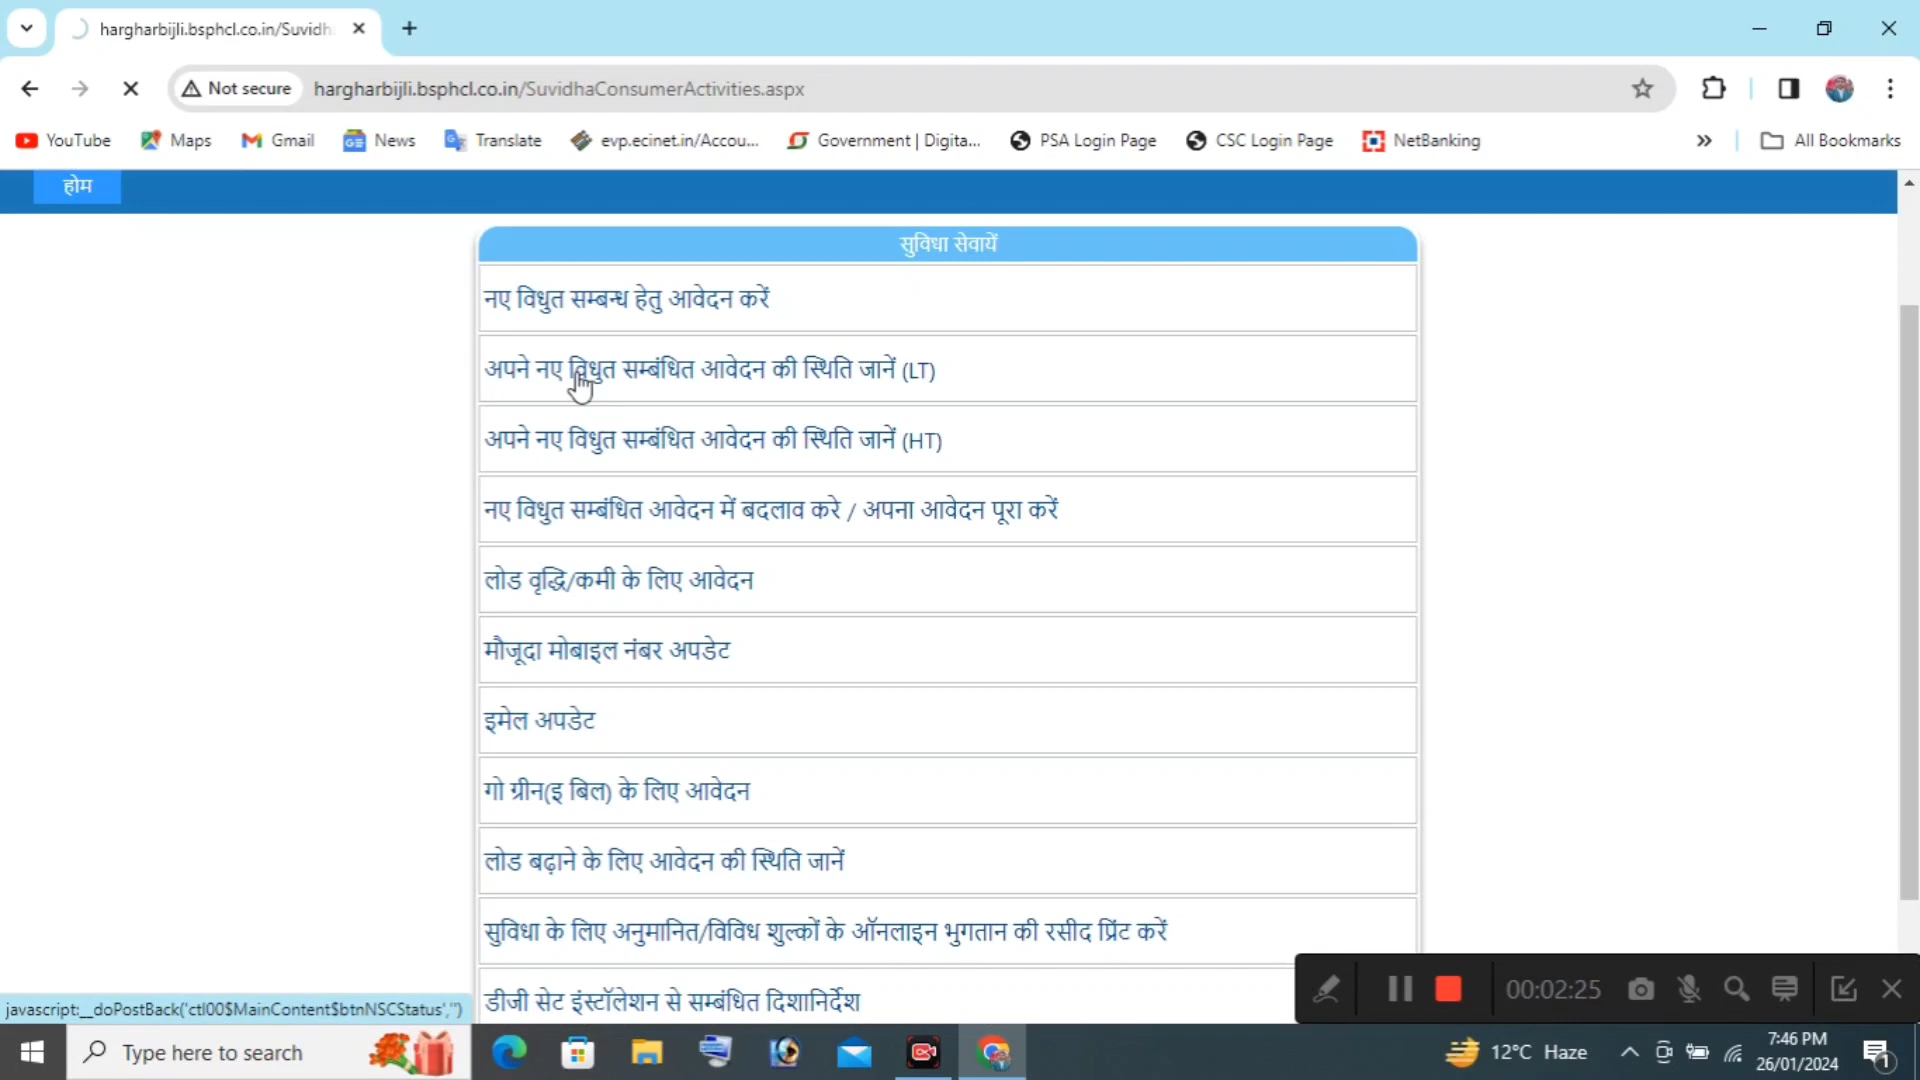 hargharbijli.bsphcl.co.in/Suvidh
Not secure hargharbijli.bsphcl.co.in/SuvidhaConsumerActivities.aspx
YouTube Maps Gmail News Translate evp.ecinet.in/Accou... Government | Digita... PSA Login Page CSC Login Page NetBanking » All Bookmarks
होम
सुविधा सेवायें
नए विधुत सम्बन्ध हेतु आवेदन करें
अपने नए विधुत सम्बंधित आवेदन की स्थिति जानें (LT)
अपने नए विधुत सम्बंधित आवेदन की स्थिति जानें (HT)
नए विधुत सम्बंधित आवेदन में बदलाव करे / अपना आवेदन पूरा करें
लोड वृद्धि/कमी के लिए आवेदन
मौजूदा मोबाइल नंबर अपडेट
इमेल अपडेट
गो ग्रीन(इ बिल) के लिए आवेदन
लोड बढ़ाने के लिए आवेदन की स्थिति जानें
सुविधा के लिए अनुमानित/विविध शुल्कों के ऑनलाइन भुगतान की रसीद प्रिंट करें
डीजी सेट इंस्टॉलेशन से सम्बंधित दिशानिर्देश
00:02:25
javascript:__doPostBack('ctl00$MainContent$btnNSCStatus','')
Type here to search
12°C Haze
7:46 PM
26/01/2024
1